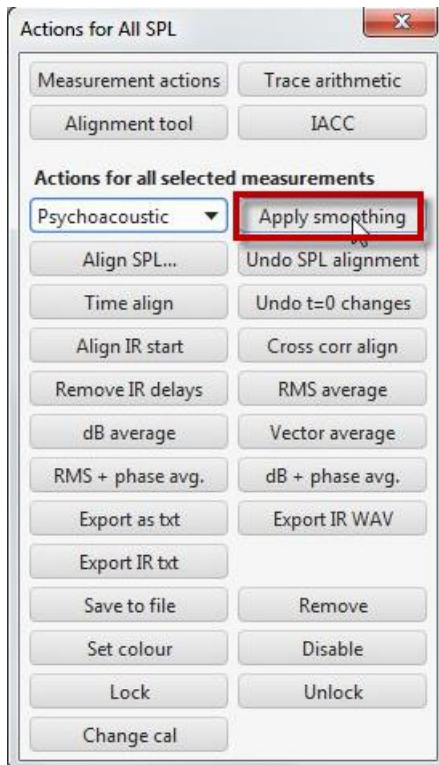 Actions for All SPL
Measurement actions Trace arithmetic
Alignment tool IACC
Actions for all selected measurements
Psychoacoustic Apply smoothing
Align SPL... Undo SPL alignment
Time align Undo t=0 changes
Align IR start Cross corr align
Remove IR delays RMS average
dB average Vector average
RMS + phase avg. dB + phase avg.
Export as txt Export IR WAV
Export IR txt
Save to file Remove
Set colour Disable
Lock Unlock
Change cal